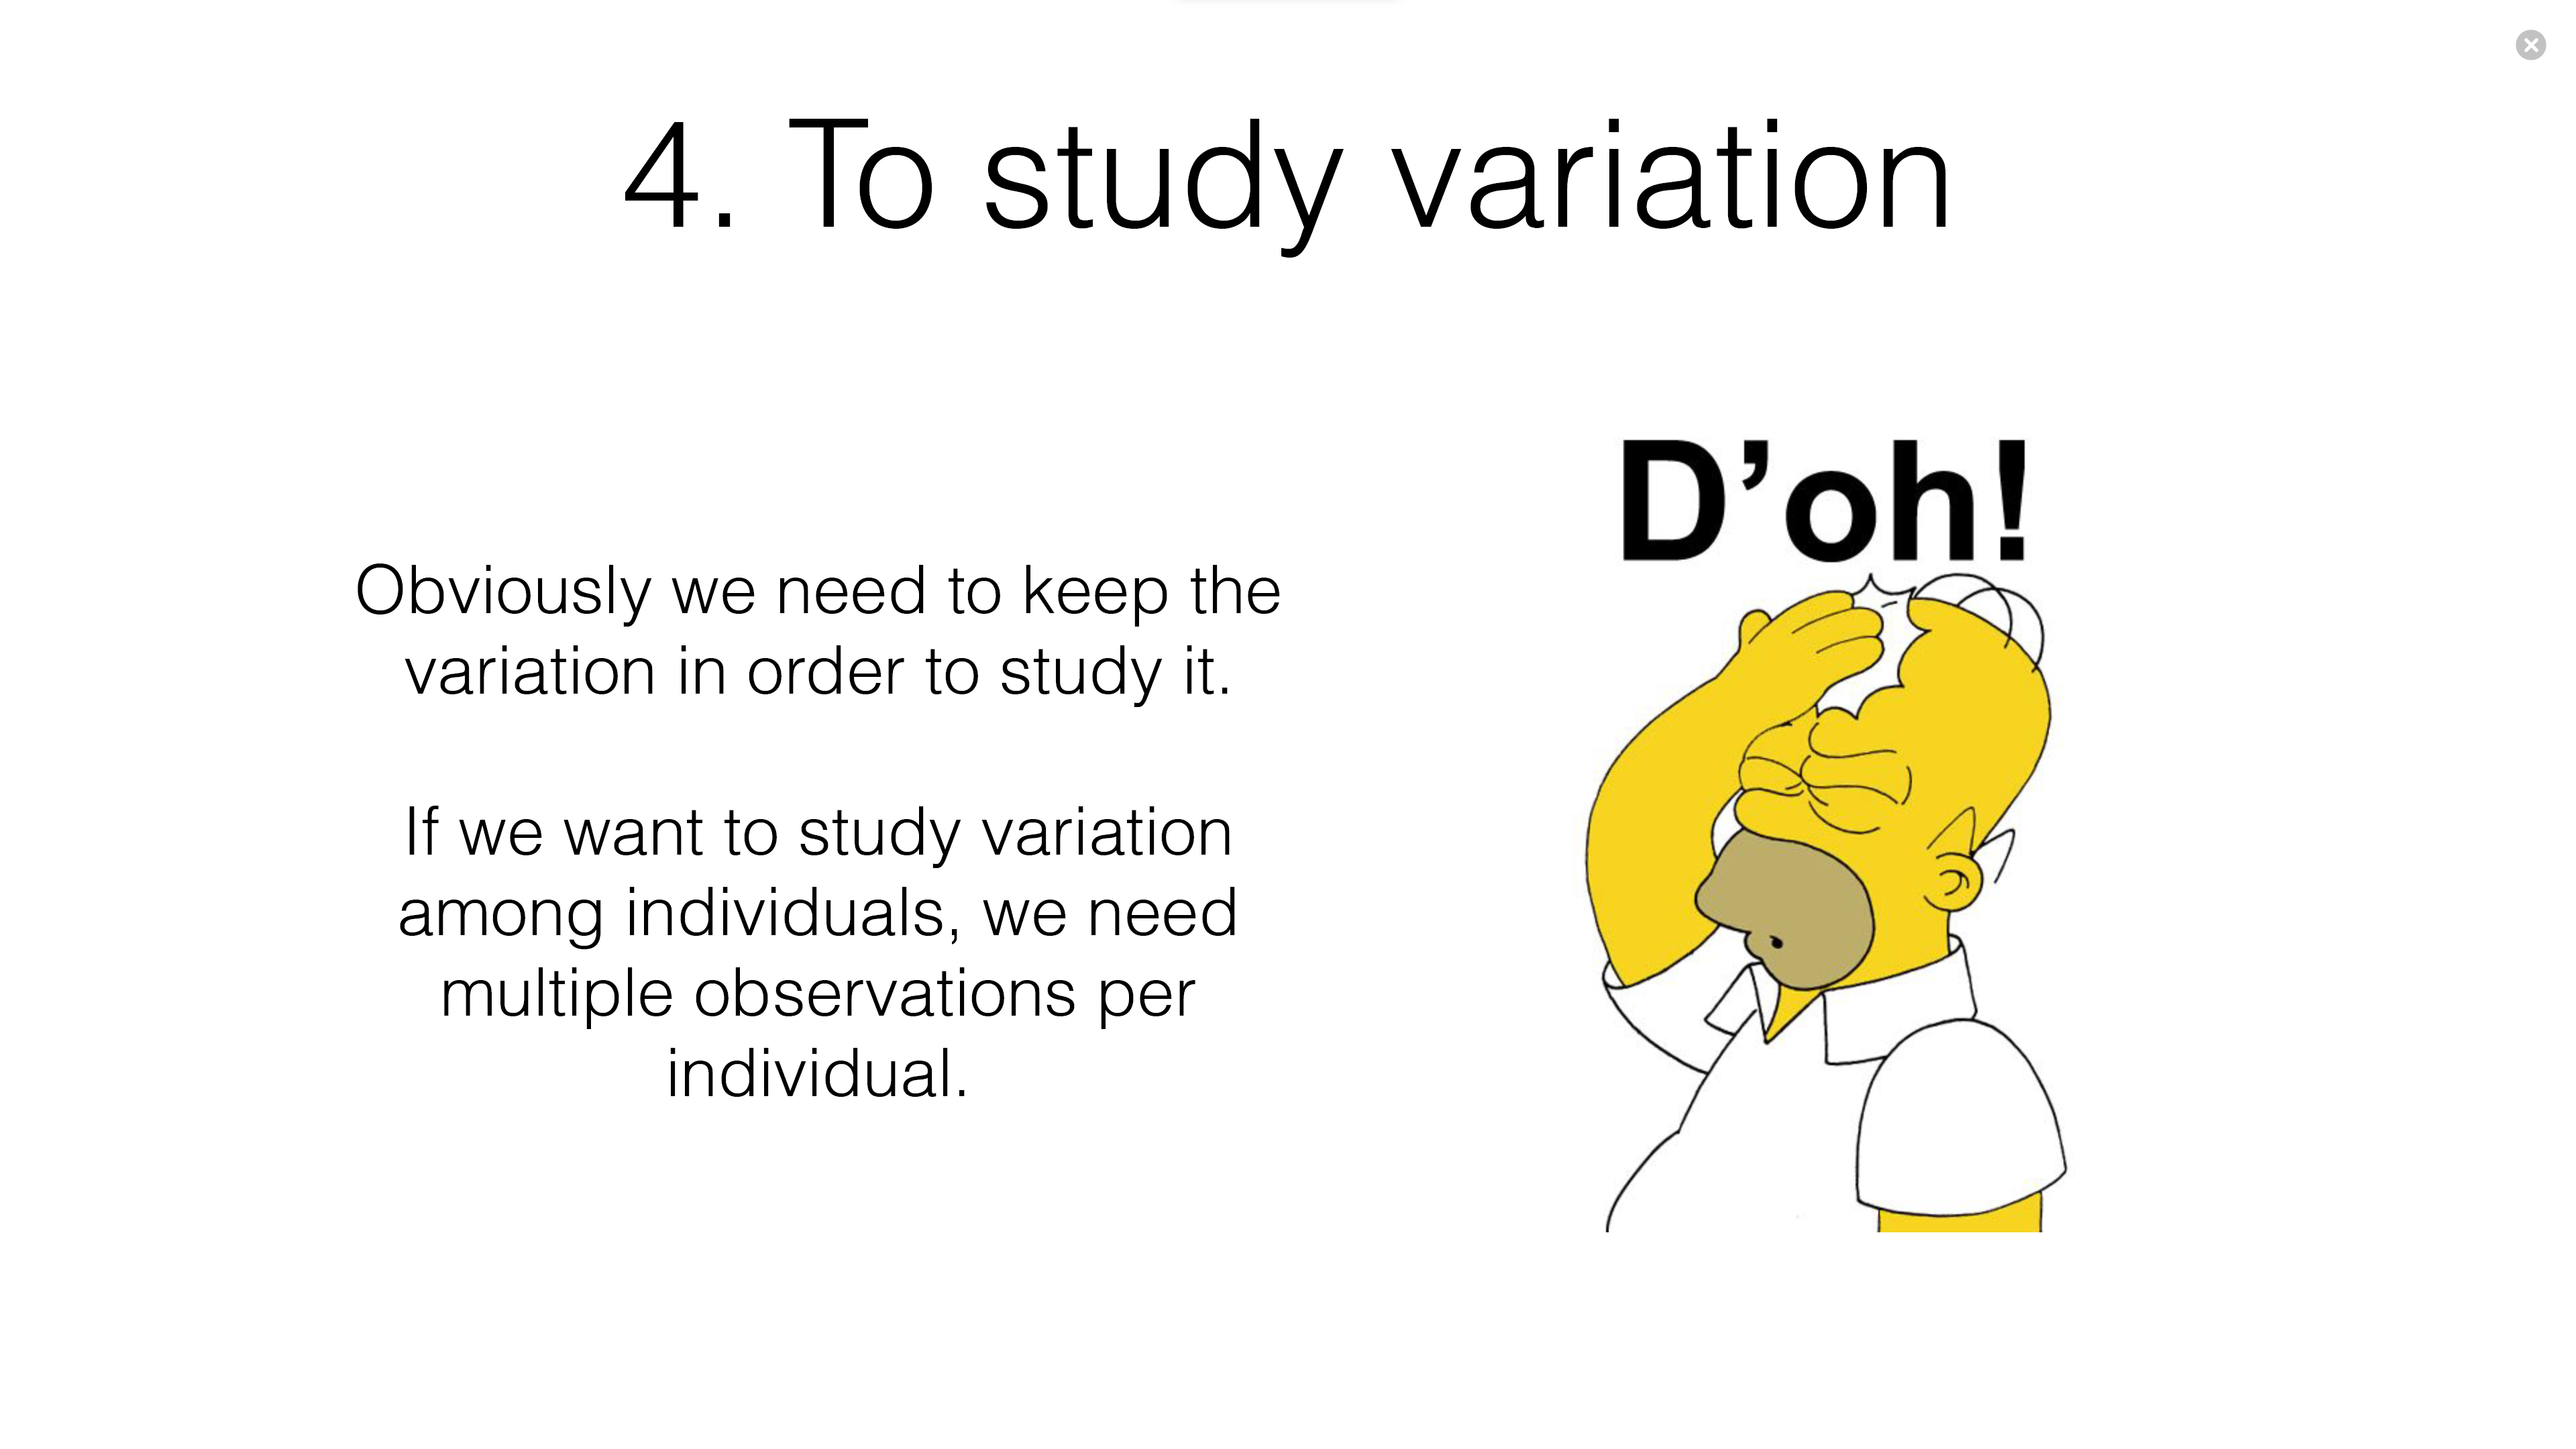 4. To study variation
Obviously we need to keep the
variation in order to study it.
If we want to study variation
among individuals, we need
multiple observations per
individual.
D’oh!